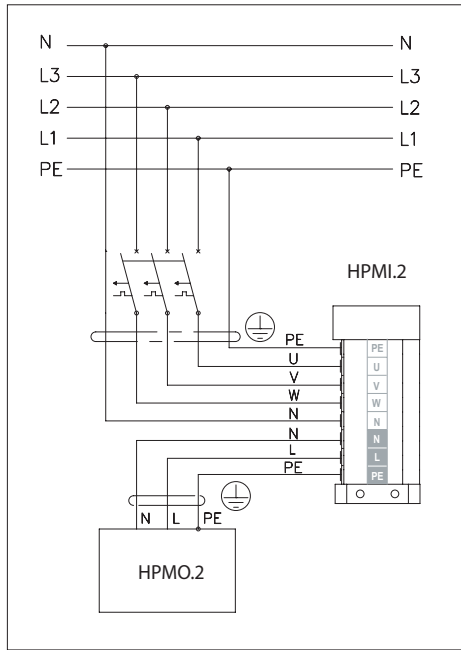 N N
L3 L3
L2 L2
L1 L1
PE PE
HPMI.2
PE PE
U U
V V
W W
N N
N N
L L
PE PE
N L PE
HPMO.2